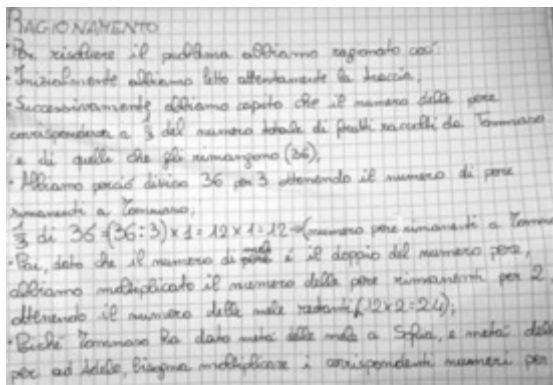 RAGIONAMENTO
• Per risolvere il problema abbiamo ragionato così:
• Inizialmente abbiamo letto attentamente la traccia,
• Successivamente abbiamo capito che il numero delle pere
corrispondeva a 1/3 del numero totale di frutti raccolti da Tommaso
e di quelli che gli rimangono (36),
• Abbiamo perciò diviso 36 per 3 ottenendo il numero di pere
rimanenti a Tommaso,
1/3 di 36 = (36:3) x 1 = 12 x 1 = 12 → (numero pere rimanenti a Tomm
• Poi, dato che il numero di mele è il doppio del numero pere,
abbiamo moltiplicato il numero delle pere rimanenti per 2,
ottenendo il numero delle mele restanti (12 x 2 = 24);
• Poiché Tommaso ha dato metà delle mele a Sofia, e metà delle
per ad Adele, bisogna moltiplicare i corrispondenti numeri per